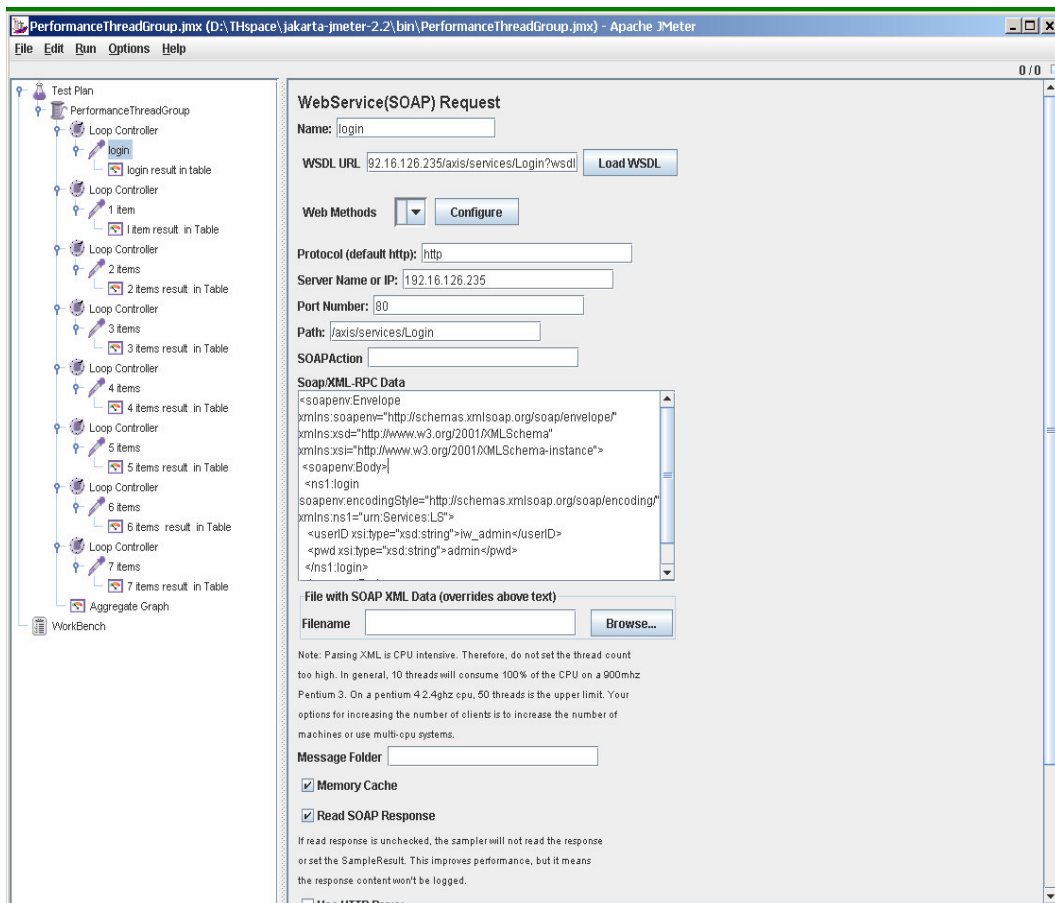 PerformanceThreadGroup.jmx (D:\THspace\jakarta-jmeter-2.2\bin\PerformanceThreadGroup.jmx) - Apache JMeter
File Edit Run Options Help
0 / 0
Test Plan
PerformanceThreadGroup
Loop Controller
login
login result in table
Loop Controller
1 item
I item result in Table
Loop Controller
2 items
2 items result in Table
Loop Controller
3 items
3 items result in Table
Loop Controller
4 items
4 items result in Table
Loop Controller
5 items
5 items result in Table
Loop Controller
6 items
6 items result in Table
Loop Controller
7 items
7 items result in Table
Aggregate Graph
WorkBench
WebService(SOAP) Request
Name: login
WSDL URL 92.16.126.235/axis/services/Login?wsdl Load WSDL
Web Methods Configure
Protocol (default http): http
Server Name or IP: 192.16.126.235
Port Number: 80
Path: /axis/services/Login
SOAPAction
Soap/XML-RPC Data
<soapenv:Envelope
xmlns:soapenv="http://schemas.xmlsoap.org/soap/envelope/"
xmlns:xsd="http://www.w3.org/2001/XMLSchema"
xmlns:xsi="http://www.w3.org/2001/XMLSchema-instance">
<soapenv:Body>
<ns1:login
soapenv:encodingStyle="http://schemas.xmlsoap.org/soap/encoding/"
xmlns:ns1="urn:Services:LS">
<userID xsi:type="xsd:string">iw_admin</userID>
<pwd xsi:type="xsd:string">admin</pwd>
</ns1:login>
File with SOAP XML Data (overrides above text)
Filename Browse...
Note: Parsing XML is CPU intensive. Therefore, do not set the thread count
too high. In general, 10 threads will consume 100% of the CPU on a 900mhz
Pentium 3. On a pentium 4 2.4ghz cpu, 50 threads is the upper limit. Your
options for increasing the number of clients is to increase the number of
machines or use multi-cpu systems.
Message Folder
Memory Cache
Read SOAP Response
If read response is unchecked, the sampler will not read the response
or set the SampleResult. This improves performance, but it means
the response content won't be logged.